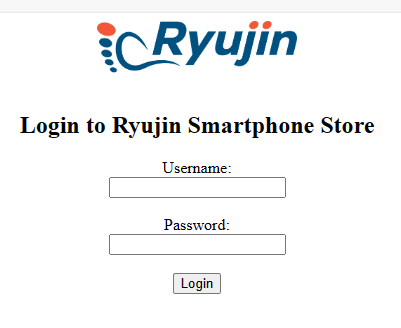 Ryujin
Login to Ryujin Smartphone Store
Username:
Password:
Login